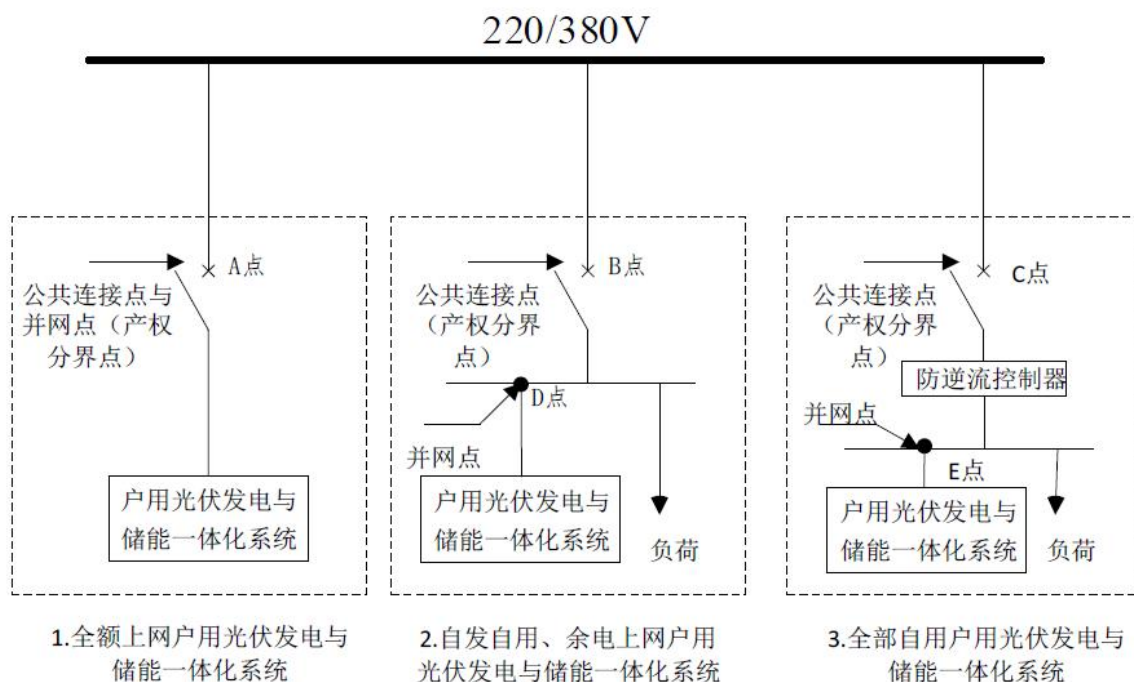 220/380V
A点
公共连接点与
并网点（产权
分界点）
户用光伏发电与
储能一体化系统
B点
公共连接点
（产权分界
点）
D点
并网点
户用光伏发电与
储能一体化系统
负荷
C点
公共连接点
（产权分界
点）
防逆流控制器
并网点
E点
户用光伏发电与
储能一体化系统
负荷
1.全额上网户用光伏发电与
储能一体化系统
2.自发自用、余电上网户用
光伏发电与储能一体化系统
3.全部自用户用光伏发电与
储能一体化系统